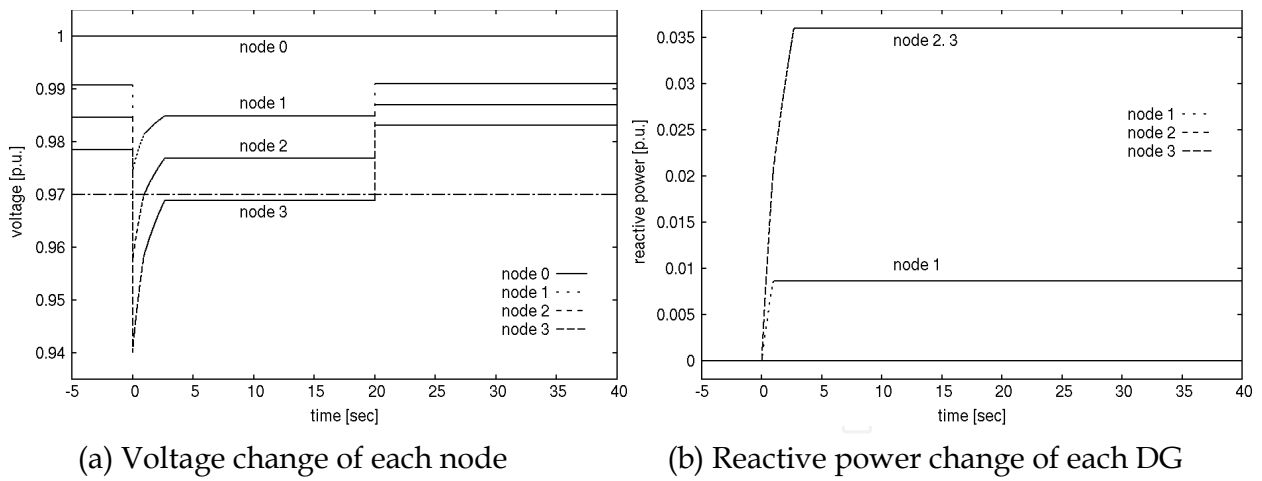 1
0.99
0.98
0.97
0.96
0.95
0.94
voltage [p.u.]
node 0
node 1
node 2
node 3
node 0
node 1
node 2
node 3
-5 0 5 10 15 20 25 30 35 40
time [sec]
(a) Voltage change of each node
0.035
0.03
0.025
0.02
0.015
0.01
0.005
0
reactive power [p.u.]
node 2. 3
node 1
node 2
node 3
node 1
-5 0 5 10 15 20 25 30 35 40
time [sec]
(b) Reactive power change of each DG